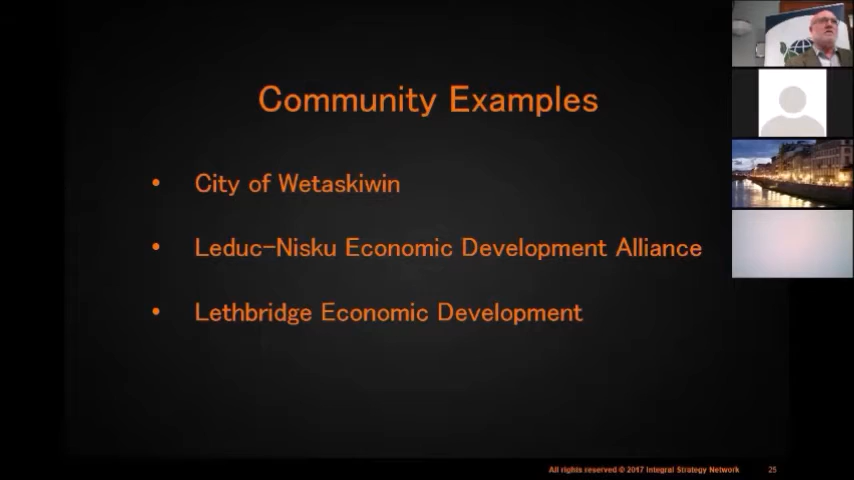 Community Examples
• City of Wetaskiwin
• Leduc-Nisku Economic Development Alliance
• Lethbridge Economic Development
All rights reserved © 2017 Integral Strategy Network 25